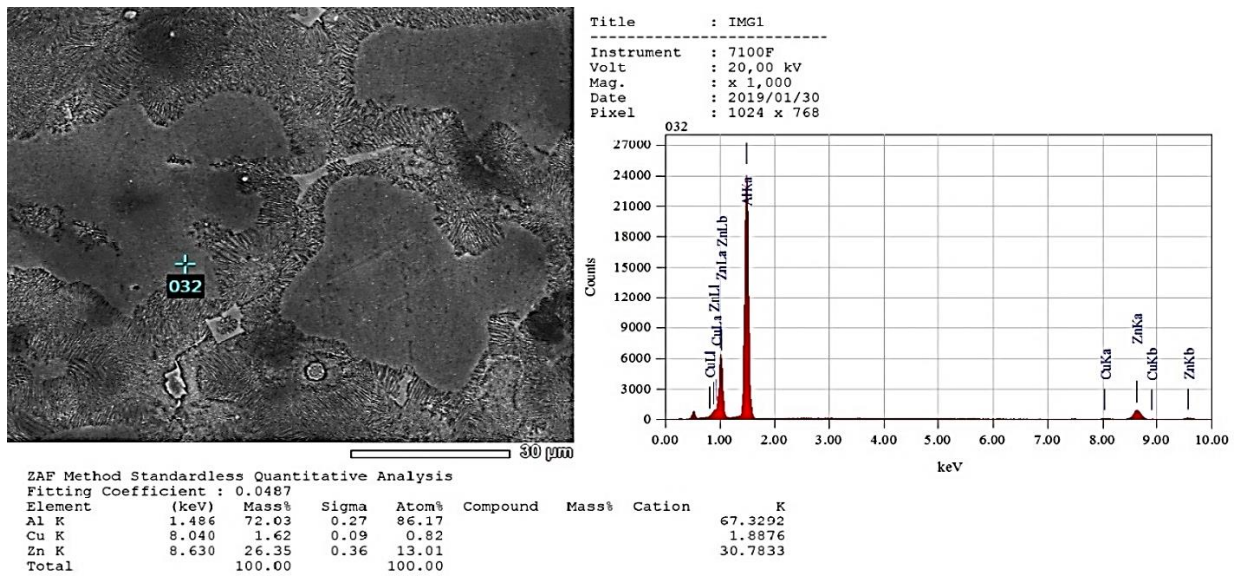 Title : IMG1
---------------------------
Instrument : 7100F
Volt : 20,00 kV
Mag. : x 1,000
Date : 2019/01/30
Pixel : 1024 x 768
032
27000
24000
21000
18000
15000
12000
9000
6000
3000
0
Counts
CuLl
CuLa
ZnLl
ZnLa
ZnLb
AlKa
CuKa
ZnKa
CuKb
ZnKb
0.00 1.00 2.00 3.00 4.00 5.00 6.00 7.00 8.00 9.00 10.00
keV
032
30 µm
ZAF Method Standardless Quantitative Analysis
Fitting Coefficient : 0.0487
Element (keV) Mass% Sigma Atom% Compound Mass% Cation K
Al K 1.486 72.03 0.27 86.17 67.3292
Cu K 8.040 1.62 0.09 0.82 1.8876
Zn K 8.630 26.35 0.36 13.01 30.7833
Total 100.00 100.00